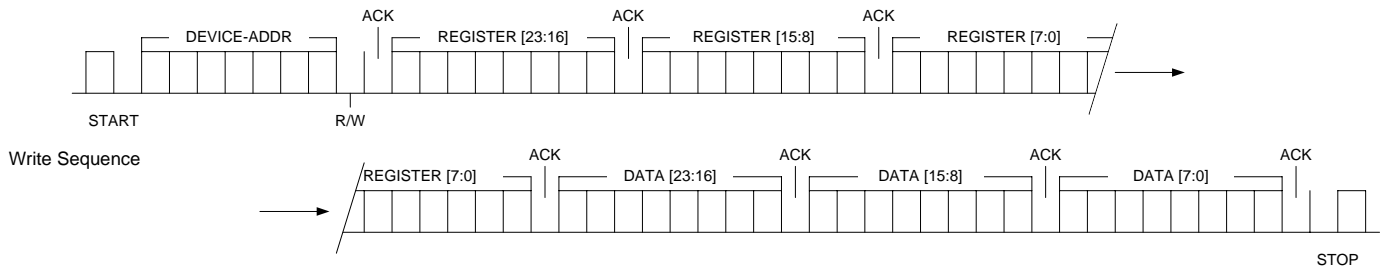 ACK ACK ACK
DEVICE-ADDR REGISTER [23:16] REGISTER [15:8] REGISTER [7:0]
START R/W
Write Sequence
ACK ACK ACK ACK
REGISTER [7:0] DATA [23:16] DATA [15:8] DATA [7:0]
STOP